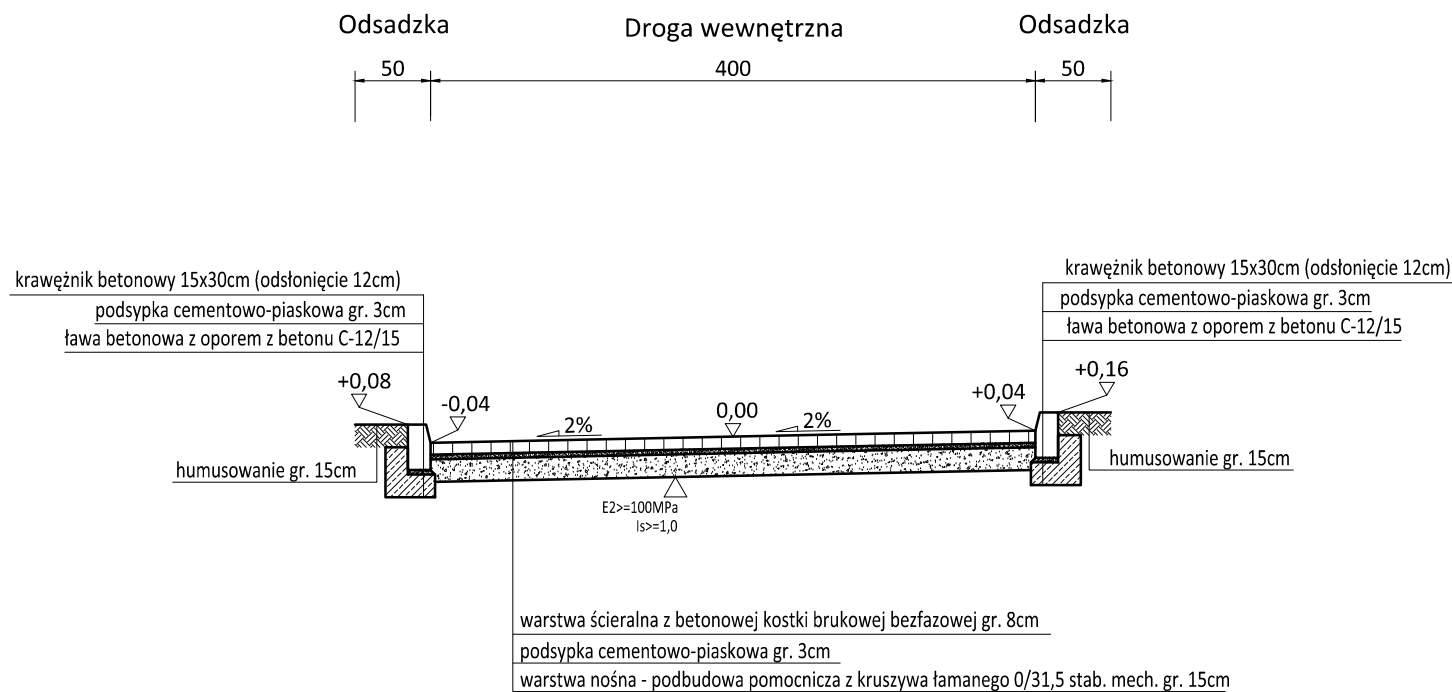 Odsadzka
Droga wewnętrzna
Odsadzka
50
400
50
krawężnik betonowy 15x30cm (odsłonięcie 12cm)
podsypka cementowo-piaskowa gr. 3cm
ława betonowa z oporem z betonu C-12/15
krawężnik betonowy 15x30cm (odsłonięcie 12cm)
podsypka cementowo-piaskowa gr. 3cm
ława betonowa z oporem z betonu C-12/15
+0,08
-0,04
2%
0,00
2%
+0,04
+0,16
humusowanie gr. 15cm
humusowanie gr. 15cm
E2>=100MPa
Is>=1,0
warstwa ścieralna z betonowej kostki brukowej bezfazowej gr. 8cm
podsypka cementowo-piaskowa gr. 3cm
warstwa nośna - podbudowa pomocnicza z kruszywa łamanego 0/31,5 stab. mech. gr. 15cm